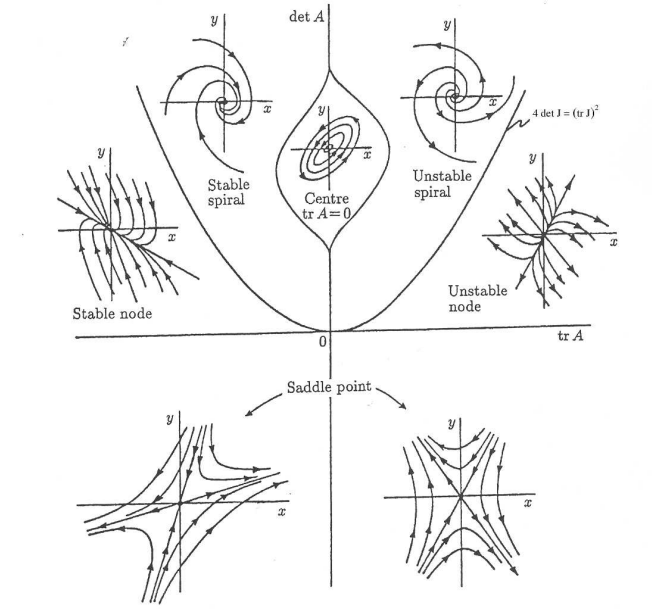 det A
y
y
x
x
4 det J = (tr J)²
y
x
Stable
spiral
Centre
tr A=0
Unstable
spiral
y
x
y
x
Stable node
Unstable
node
0
tr A
Saddle point
y
x
y
x